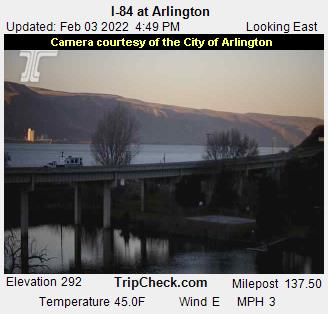 I-84 at Arlington
Updated: Feb 03 2022 4:49 PM Looking East
Camera courtesy of the City of Arlington
Elevation 292 TripCheck.com Milepost 137.50
Temperature 45.0F Wind E MPH 3